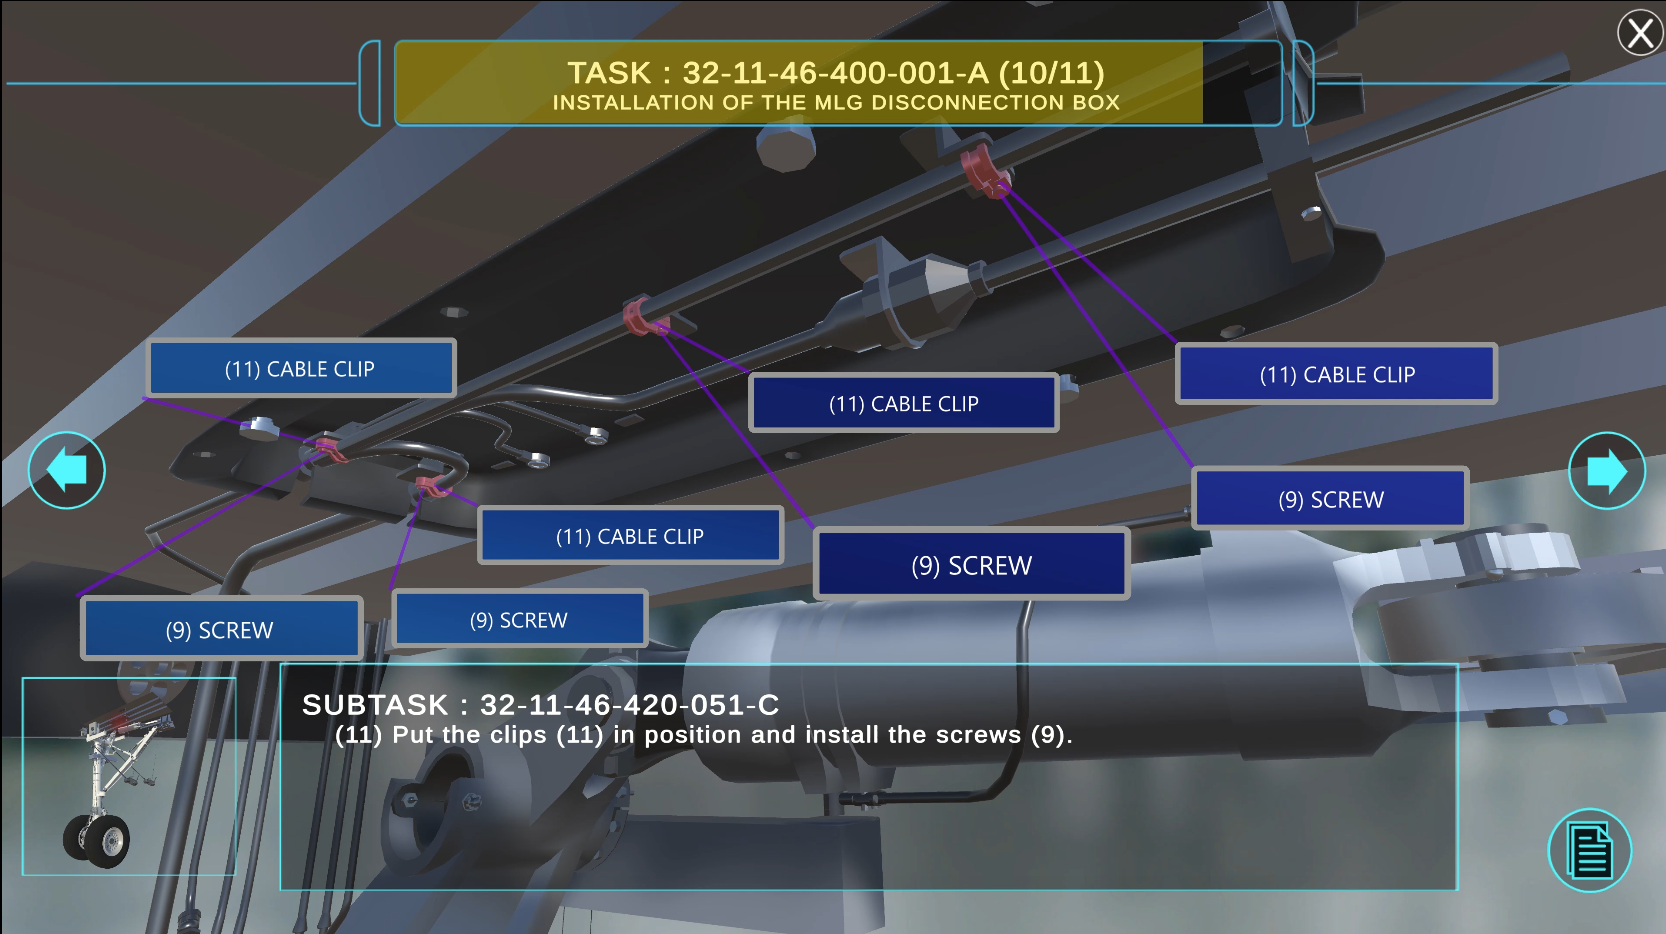 TASK : 32-11-46-400-001-A (10/11)
INSTALLATION OF THE MLG DISCONNECTION BOX
(11) CABLE CLIP
(11) CABLE CLIP
(11) CABLE CLIP
(9) SCREW
(11) CABLE CLIP
(9) SCREW
(9) SCREW
(9) SCREW
SUBTASK : 32-11-46-420-051-C
(11) Put the clips (11) in position and install the screws (9).